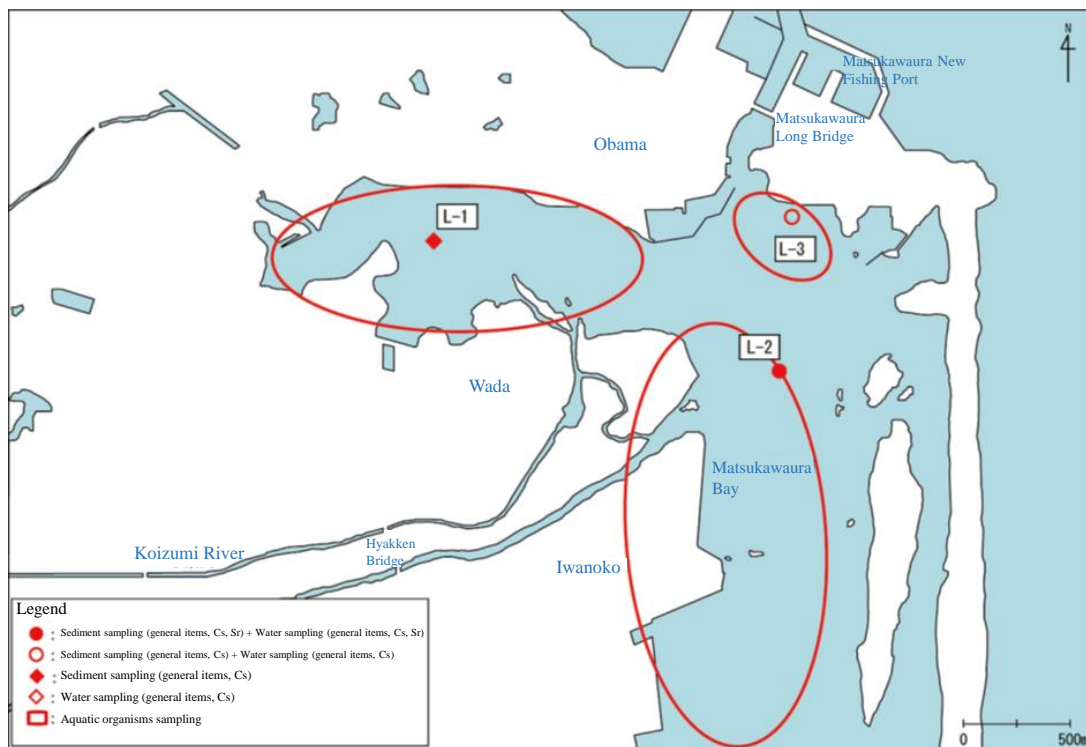 N
4
Matsukawaura New
Fishing Port
Matsukawaura
Long Bridge
Obama
L-1
L-3
L-2
Wada
Matsukawaura
Bay
Koizumi River
Hyakken
Bridge
Iwanoko
Legend
: Sediment sampling (general items, Cs, Sr) + Water sampling (general items, Cs, Sr)
: Sediment sampling (general items, Cs) + Water sampling (general items, Cs)
: Sediment sampling (general items, Cs)
: Water sampling (general items, Cs)
: Aquatic organisms sampling
0 500m